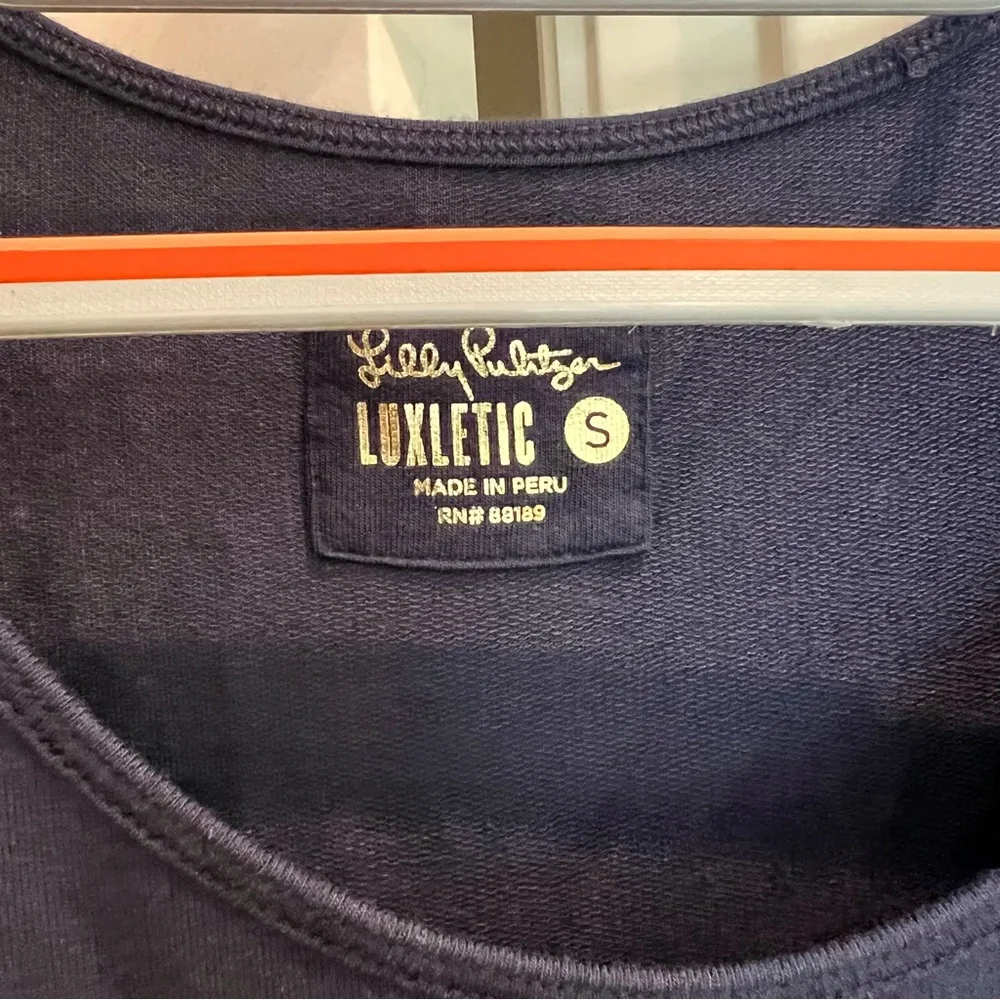 Lilly Pulitzer
LUXLETIC S
MADE IN PERU
RN# 88189